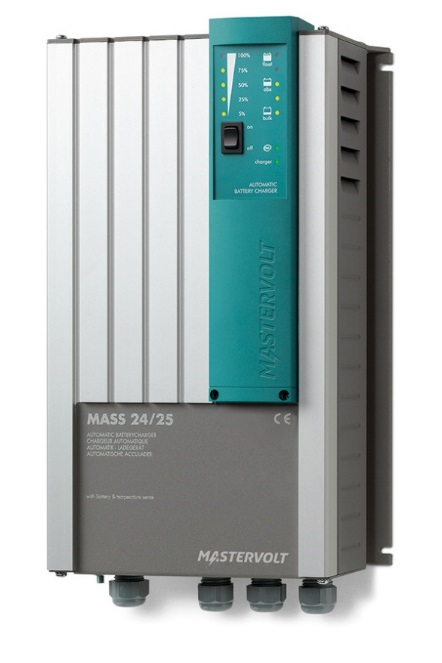 100%
float
75%
50%
abs
25%
5%
bulk
on
off
charger
AUTOMATIC
BATTERY CHARGER
MASTERVOLT
MASS 24/25
CE
AUTOMATIC BATTERYCHARGER
CHARGEUR AUTOMATIQUE
AUTOMATIK - LADEGERÄT
AUTOMATISCHE ACCULADER
with battery & temperature sense
MASTERVOLT